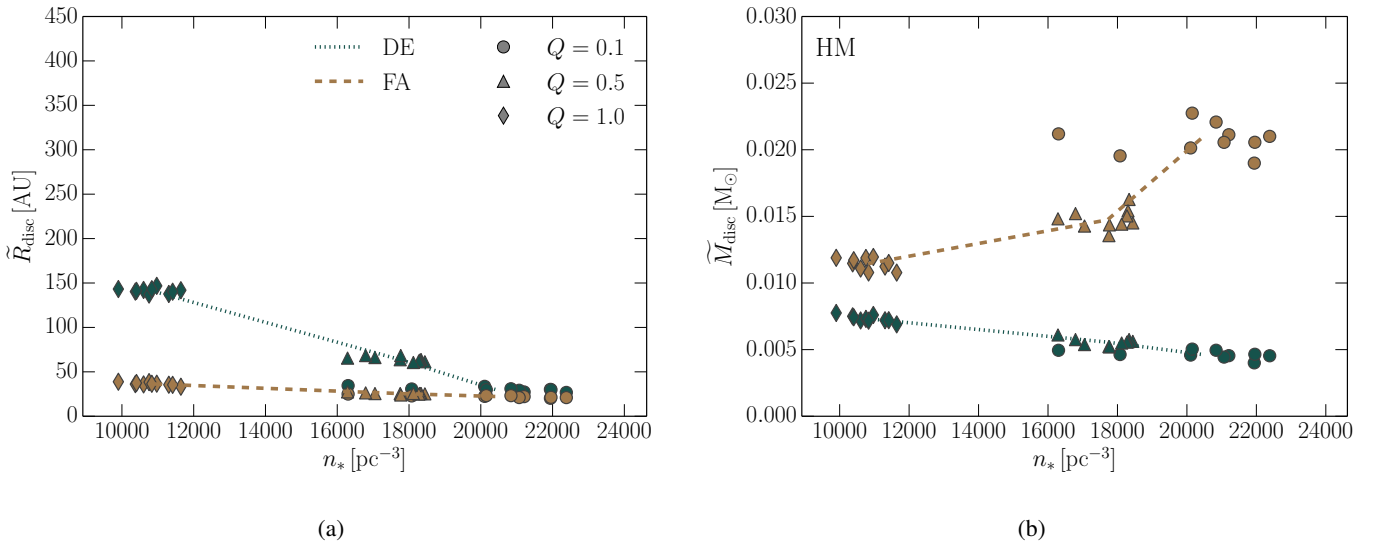 450
400
350
300
250
200
150
100
50
0
R̃disc [AU]
DE
FA
Q = 0.1
Q = 0.5
Q = 1.0
10000 12000 14000 16000 18000 20000 22000 24000
n* [pc−3]
(a)
0.030
0.025
0.020
0.015
0.010
0.005
0.000
M̃disc [M⊙]
HM
10000 12000 14000 16000 18000 20000 22000 24000
n* [pc−3]
(b)